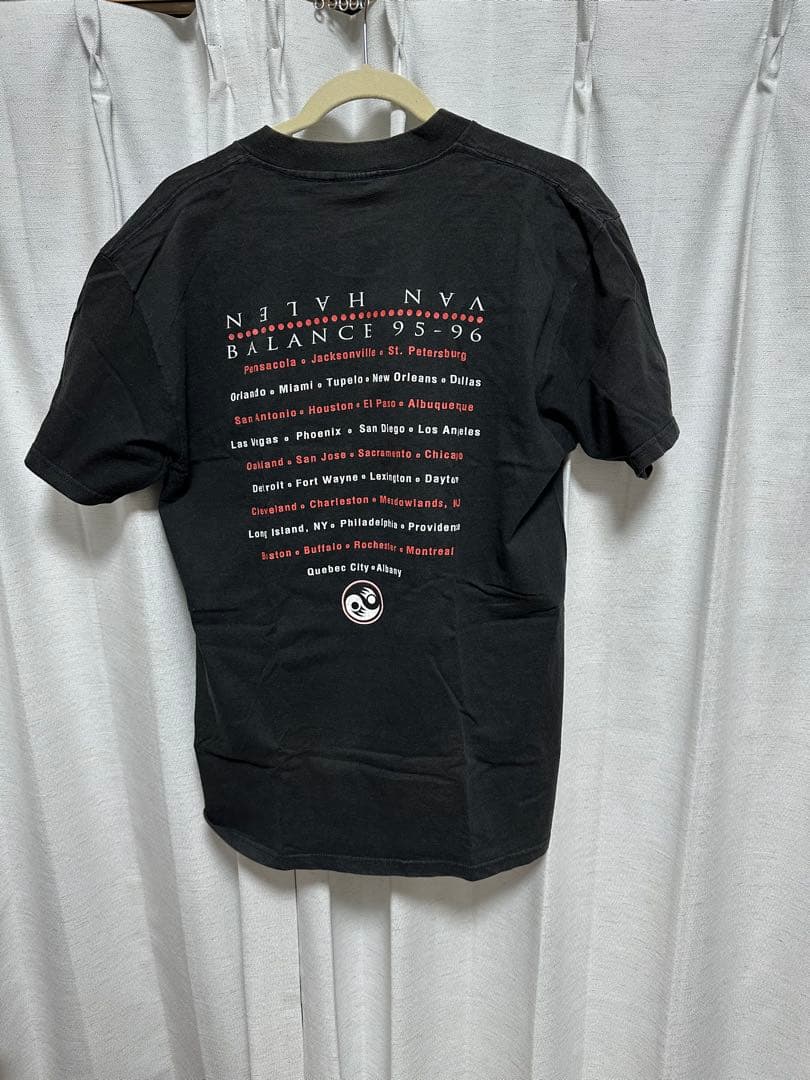 VAN HALEN
BALANCE 95-96
Pensacola • Jacksonville • St. Petersburg
Orlando • Miami • Tupelo • New Orleans • Dallas
San Antonio • Houston • El Paso • Albuquerque
Las Vegas • Phoenix • San Diego • Los Angeles
Oakland • San Jose • Sacramento • Chicago
Detroit • Fort Wayne • Lexington • Dayton
Cleveland • Charleston • Meadowlands, NJ
Long Island, NY • Philadelphia • Providence
Boston • Buffalo • Rochester • Montreal
Quebec City • Albany